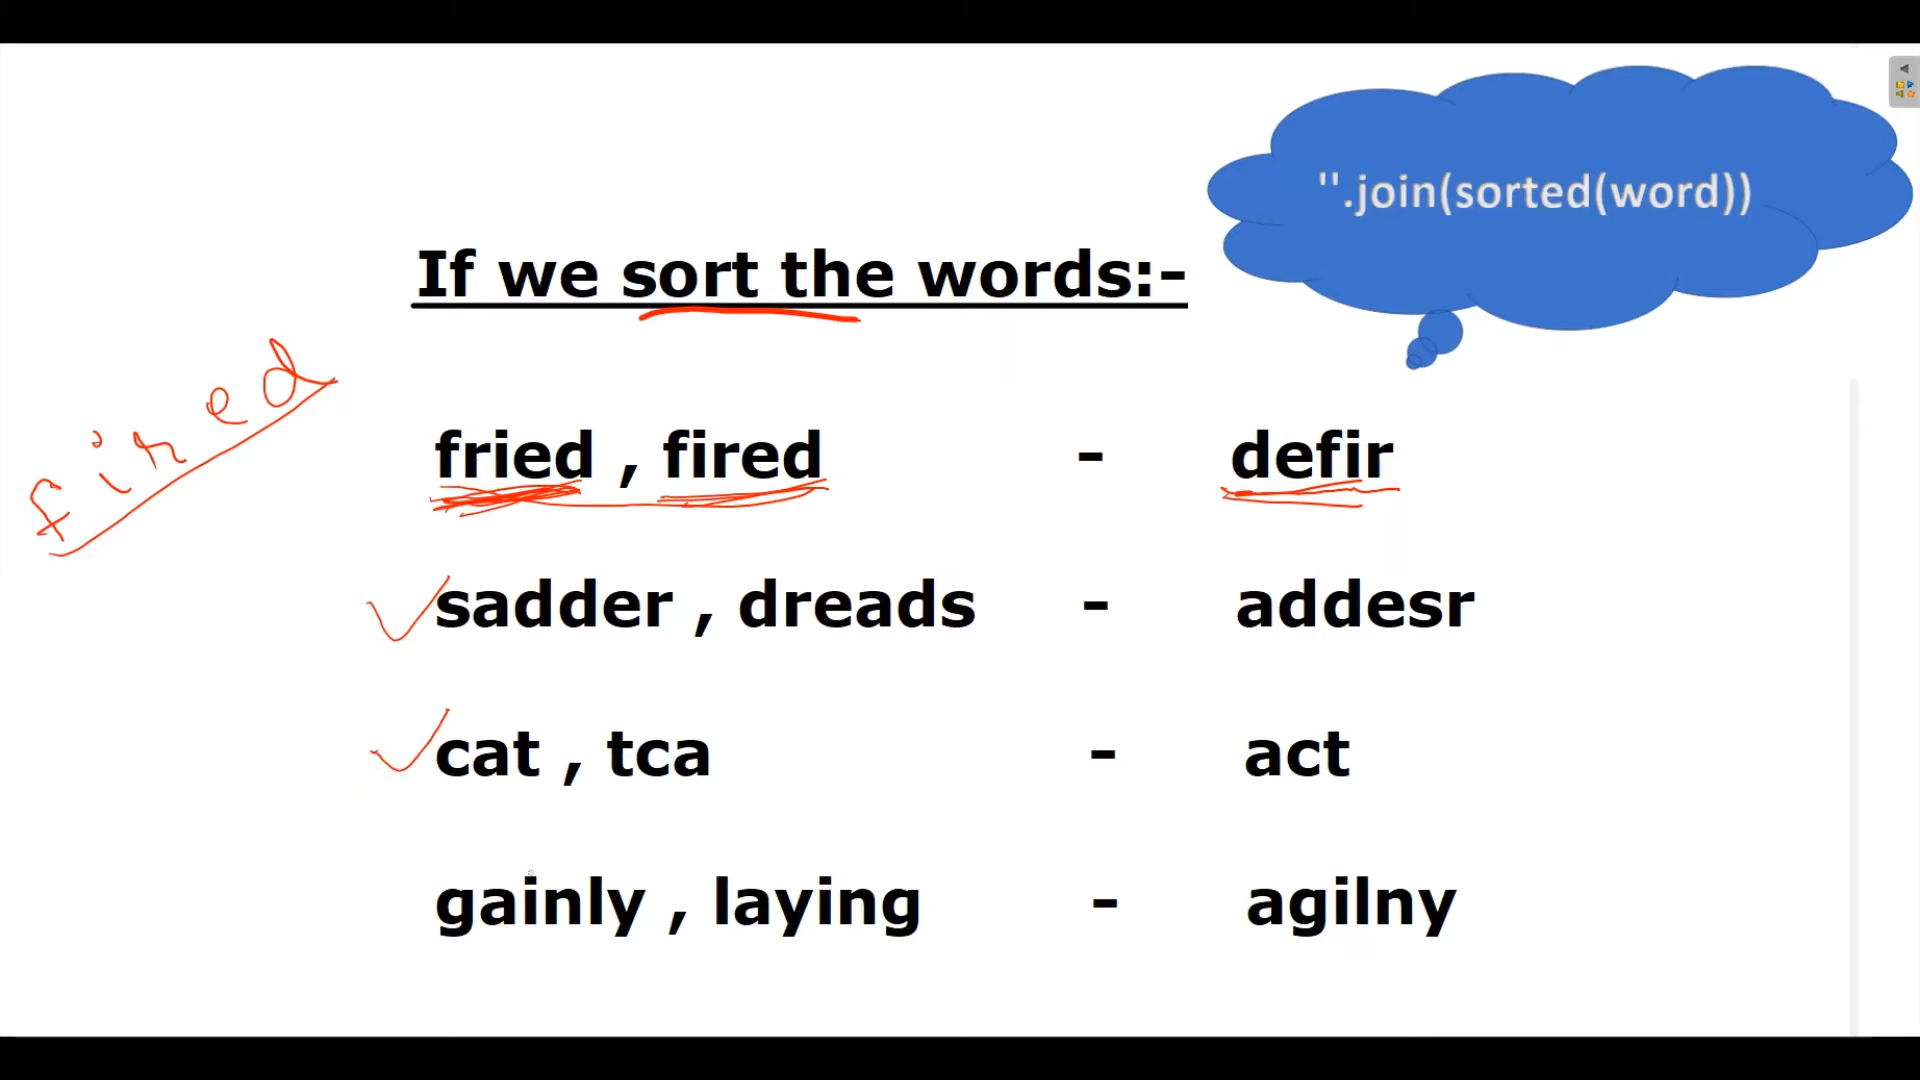 ''.join(sorted(word))
If we sort the words:-
fired
fried , fired - defir
sadder , dreads - addesr
cat , tca - act
gainly , laying - agilny